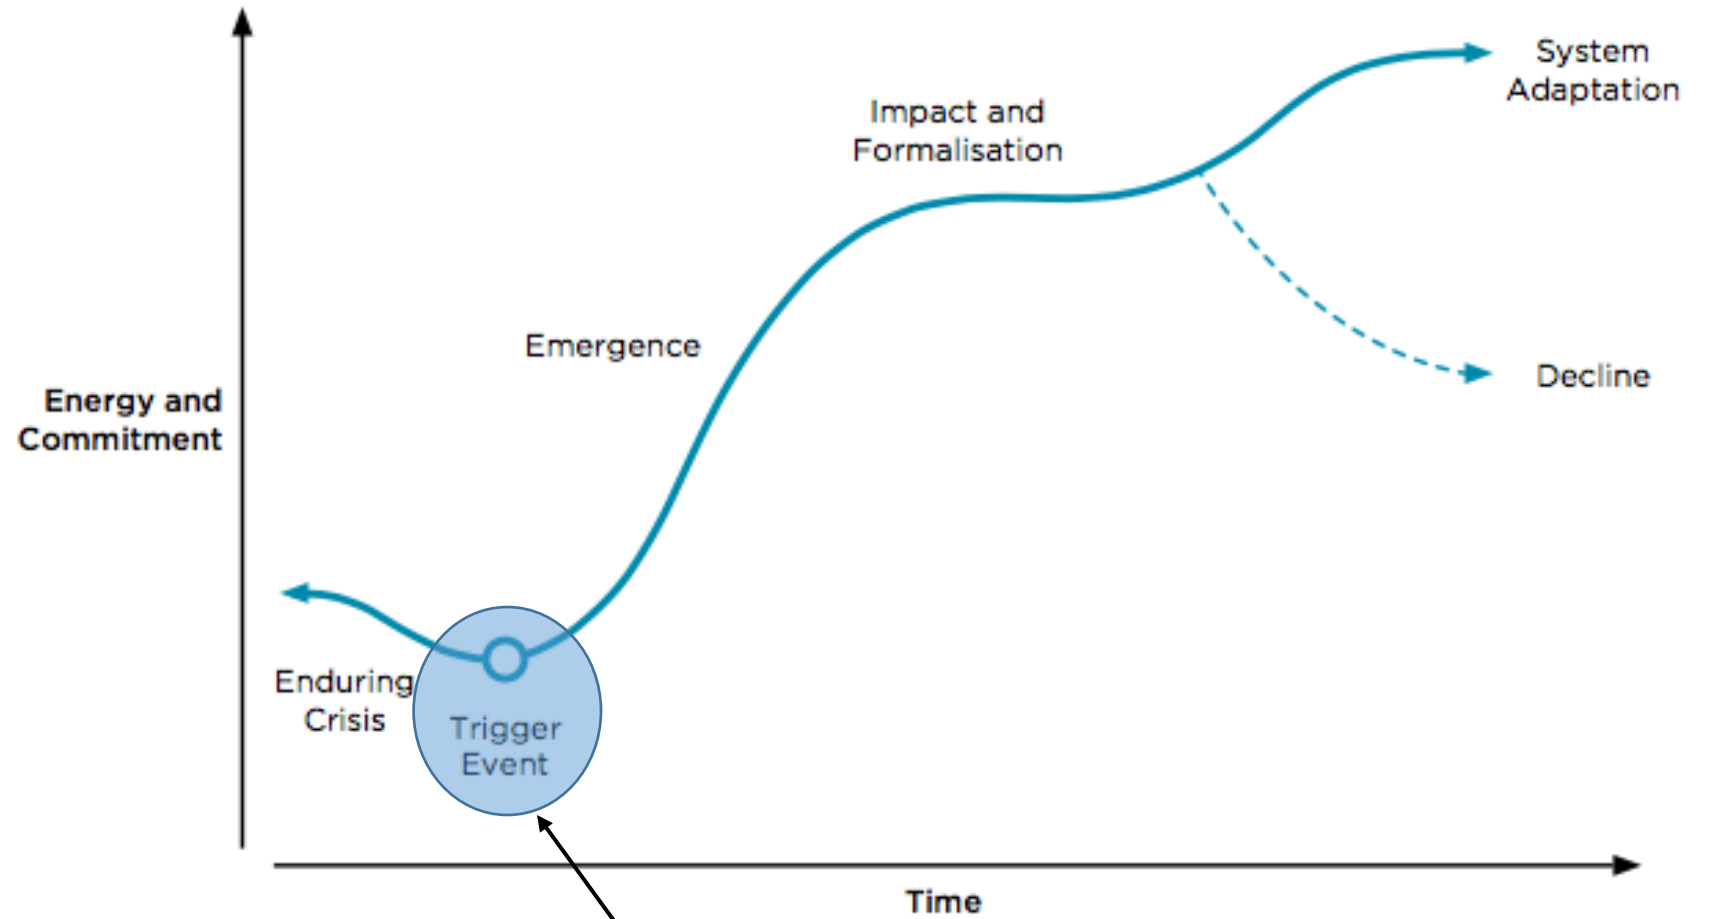 System
Adaptation
Impact and
Formalisation
Emergence
Decline
Energy and
Commitment
Enduring
Crisis
Trigger
Event
Time